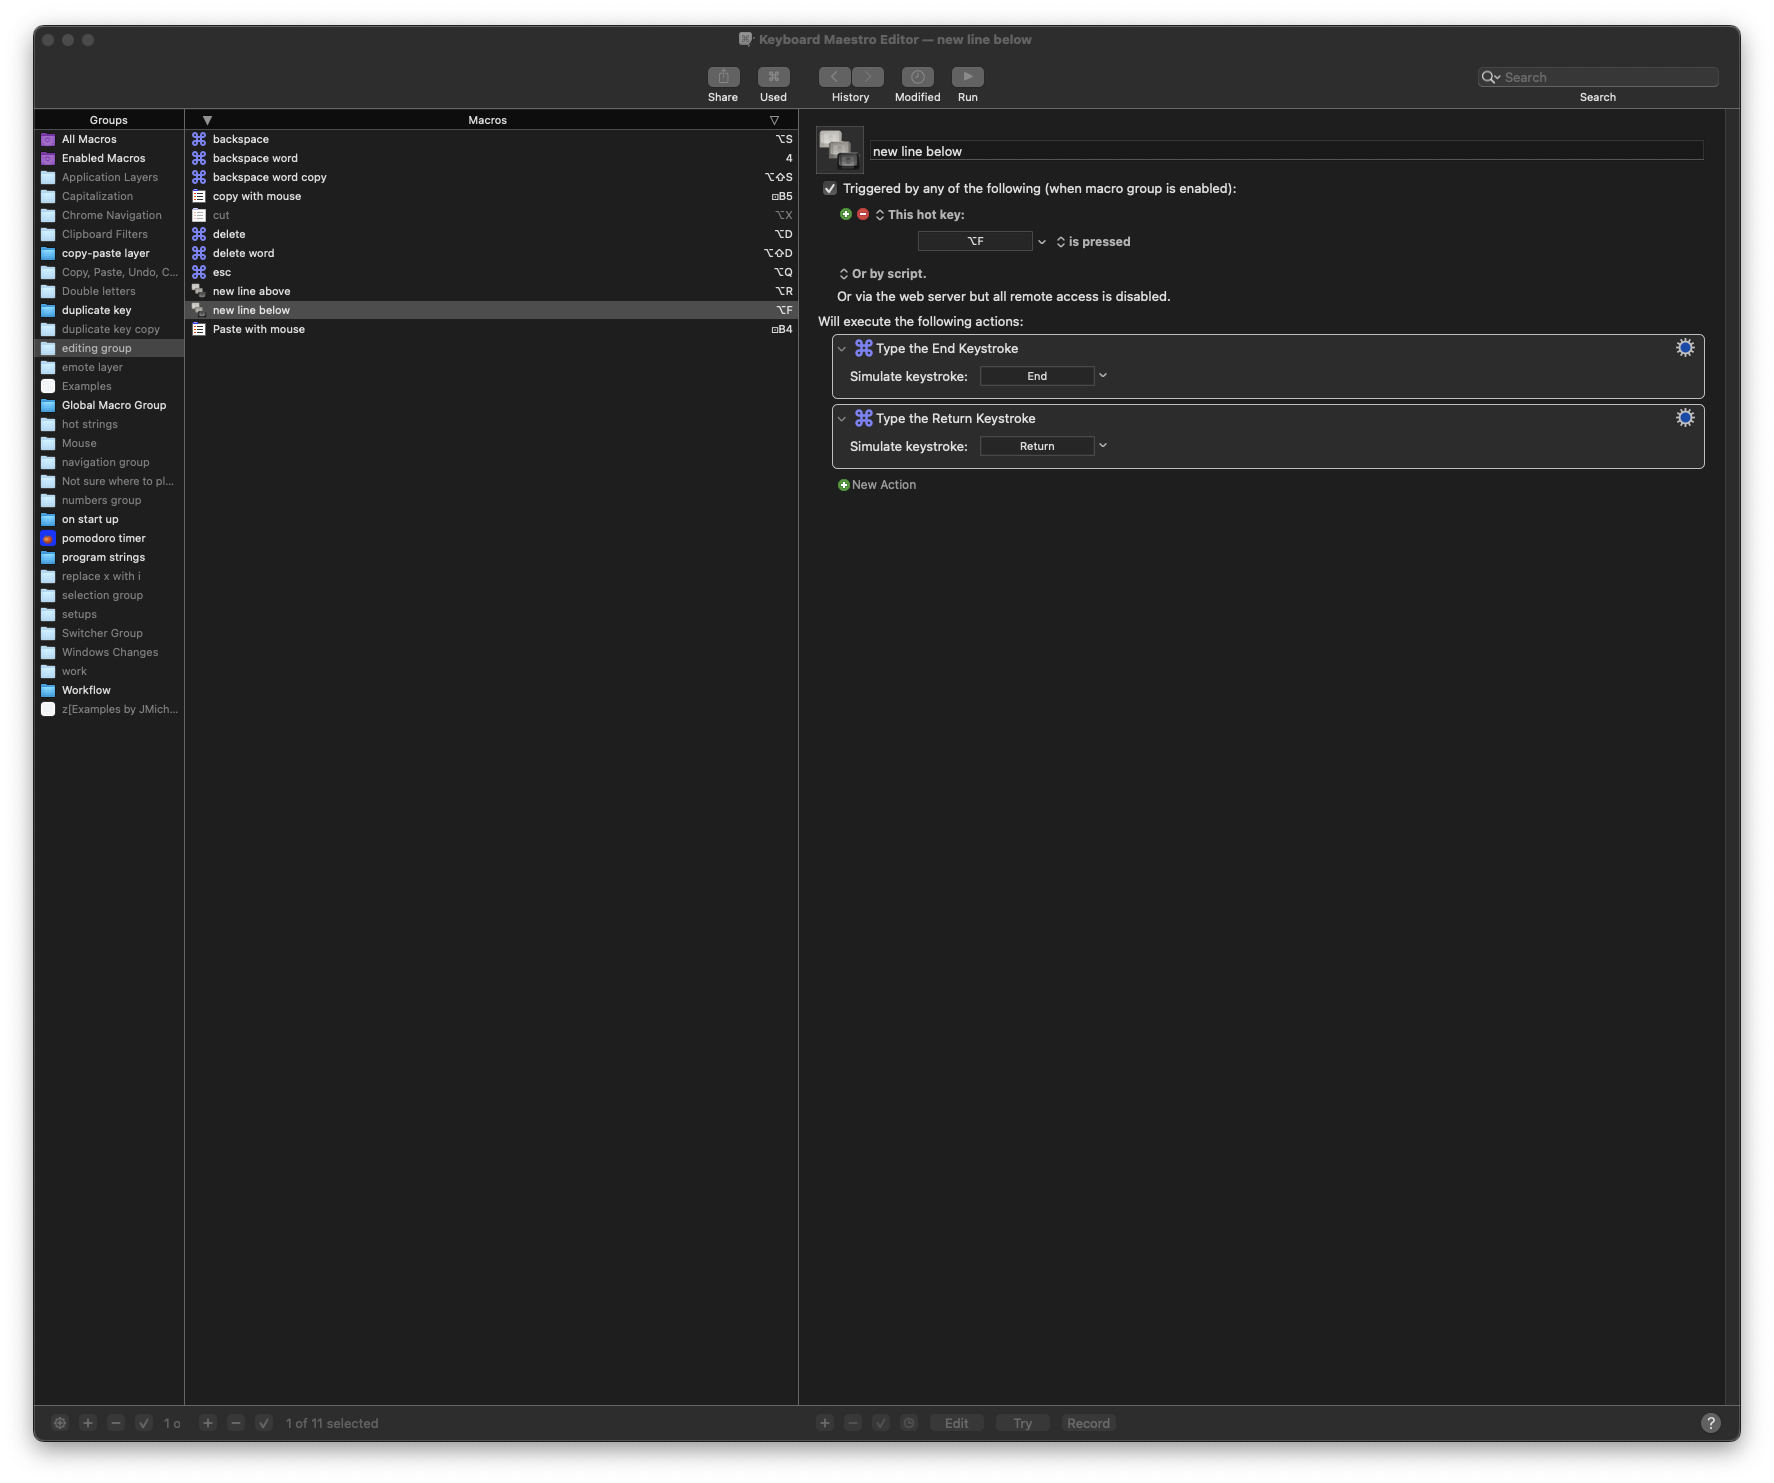 Keyboard Maestro Editor — new line below
Share
Used
History
Modified
Run
Search
Search
Groups
All Macros
Enabled Macros
Application Layers
Capitalization
Chrome Navigation
Clipboard Filters
copy-paste layer
Copy, Paste, Undo, C...
Double letters
duplicate key
duplicate key copy
editing group
emote layer
Examples
Global Macro Group
hot strings
Mouse
navigation group
Not sure where to pl...
numbers group
on start up
pomodoro timer
program strings
replace x with i
selection group
setups
Switcher Group
Windows Changes
work
Workflow
z[Examples by JMich...
Macros
backspace ⌥S
backspace word 4
backspace word copy ⌥⇧S
copy with mouse ⊡B5
cut ⌥X
delete ⌥D
delete word ⌥⇧D
esc ⌥Q
new line above ⌥R
new line below ⌥F
Paste with mouse ⊡B4
new line below
Triggered by any of the following (when macro group is enabled):
This hot key:
⌥F is pressed
Or by script.
Or via the web server but all remote access is disabled.
Will execute the following actions:
Type the End Keystroke
Simulate keystroke: End
Type the Return Keystroke
Simulate keystroke: Return
New Action
1 o
1 of 11 selected
Edit
Try
Record
?